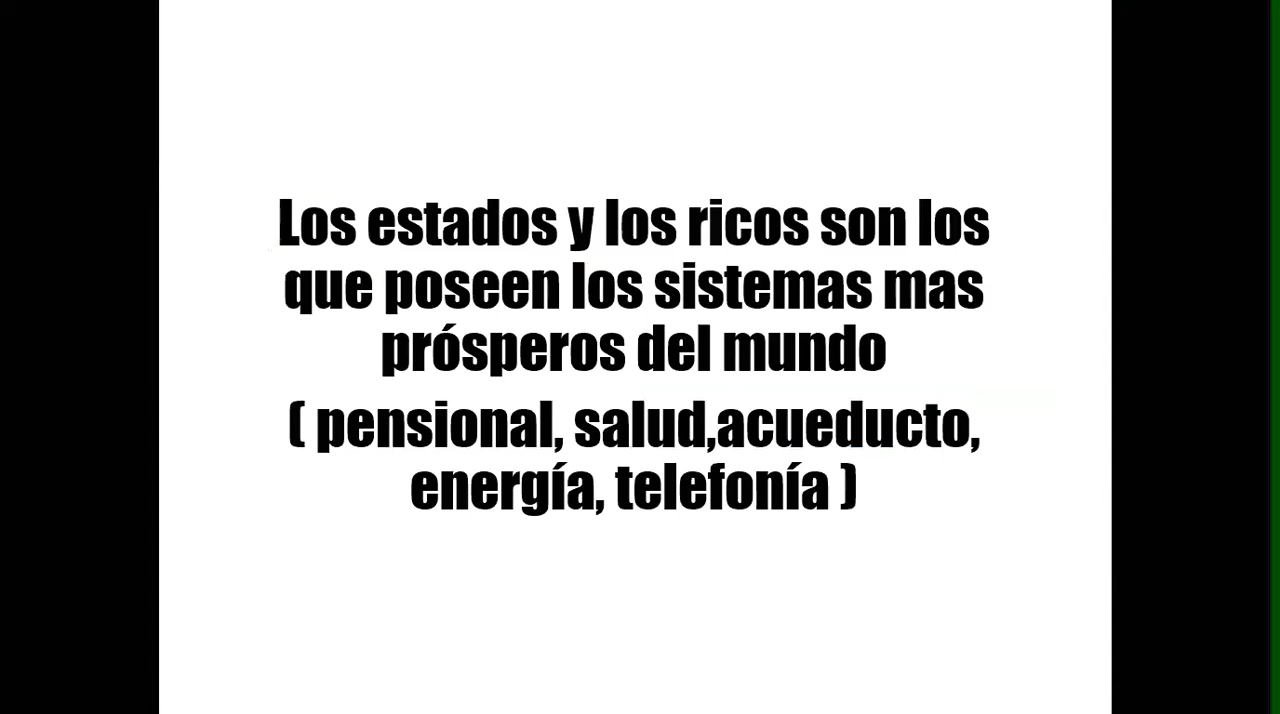 Los estados y los ricos son los
que poseen los sistemas mas
prósperos del mundo
( pensional, salud,acueducto,
energía, telefonía )